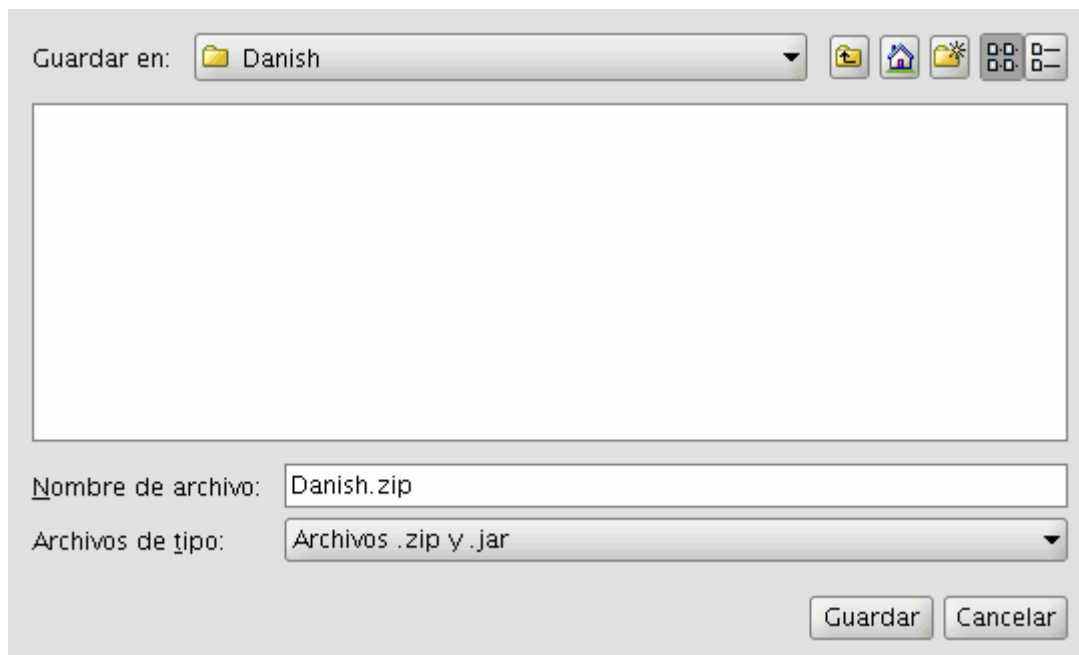 Guardar en: Danish
Nombre de archivo: Danish.zip
Archivos de tipo: Archivos .zip y .jar
Guardar Cancelar